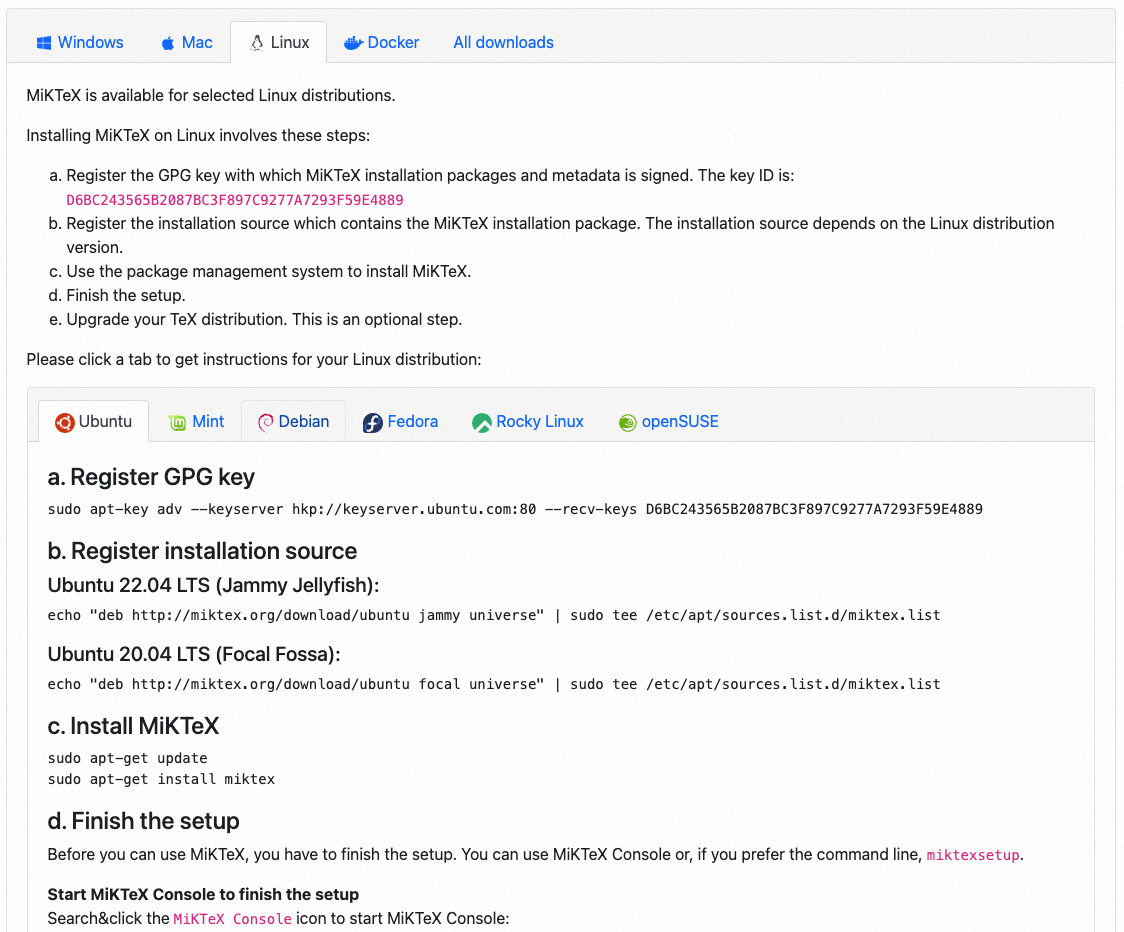 Windows Mac Linux Docker All downloads
MiKTeX is available for selected Linux distributions.
Installing MiKTeX on Linux involves these steps:
a. Register the GPG key with which MiKTeX installation packages and metadata is signed. The key ID is:
D6BC243565B2087BC3F897C9277A7293F59E4889
b. Register the installation source which contains the MiKTeX installation package. The installation source depends on the Linux distribution
version.
c. Use the package management system to install MiKTeX.
d. Finish the setup.
e. Upgrade your TeX distribution. This is an optional step.
Please click a tab to get instructions for your Linux distribution:
Ubuntu Mint Debian Fedora Rocky Linux openSUSE
a. Register GPG key
sudo apt-key adv --keyserver hkp://keyserver.ubuntu.com:80 --recv-keys D6BC243565B2087BC3F897C9277A7293F59E4889
b. Register installation source
Ubuntu 22.04 LTS (Jammy Jellyfish):
echo "deb http://miktex.org/download/ubuntu jammy universe" | sudo tee /etc/apt/sources.list.d/miktex.list
Ubuntu 20.04 LTS (Focal Fossa):
echo "deb http://miktex.org/download/ubuntu focal universe" | sudo tee /etc/apt/sources.list.d/miktex.list
c. Install MiKTeX
sudo apt-get update
sudo apt-get install miktex
d. Finish the setup
Before you can use MiKTeX, you have to finish the setup. You can use MiKTeX Console or, if you prefer the command line, miktexsetup.
Start MiKTeX Console to finish the setup
Search&click the MiKTeX Console icon to start MiKTeX Console: